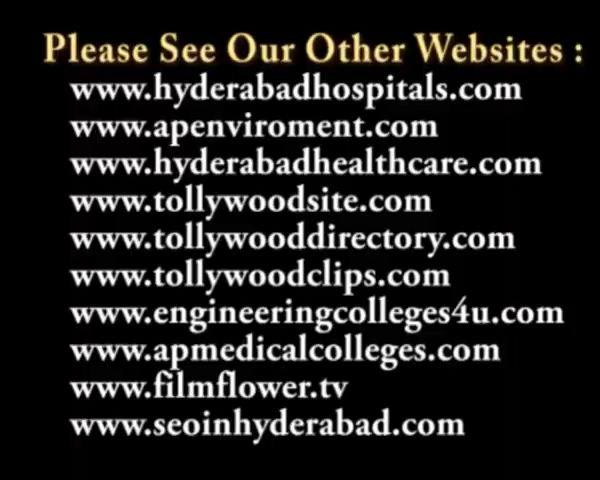 Please See Our Other Websites :
www.hyderabadhospitals.com
www.apenviroment.com
www.hyderabadhealthcare.com
www.tollywoodsite.com
www.tollywooddirectory.com
www.tollywoodclips.com
www.engineeringcolleges4u.com
www.apmedicalcolleges.com
www.filmflower.tv
www.seoinhyderabad.com